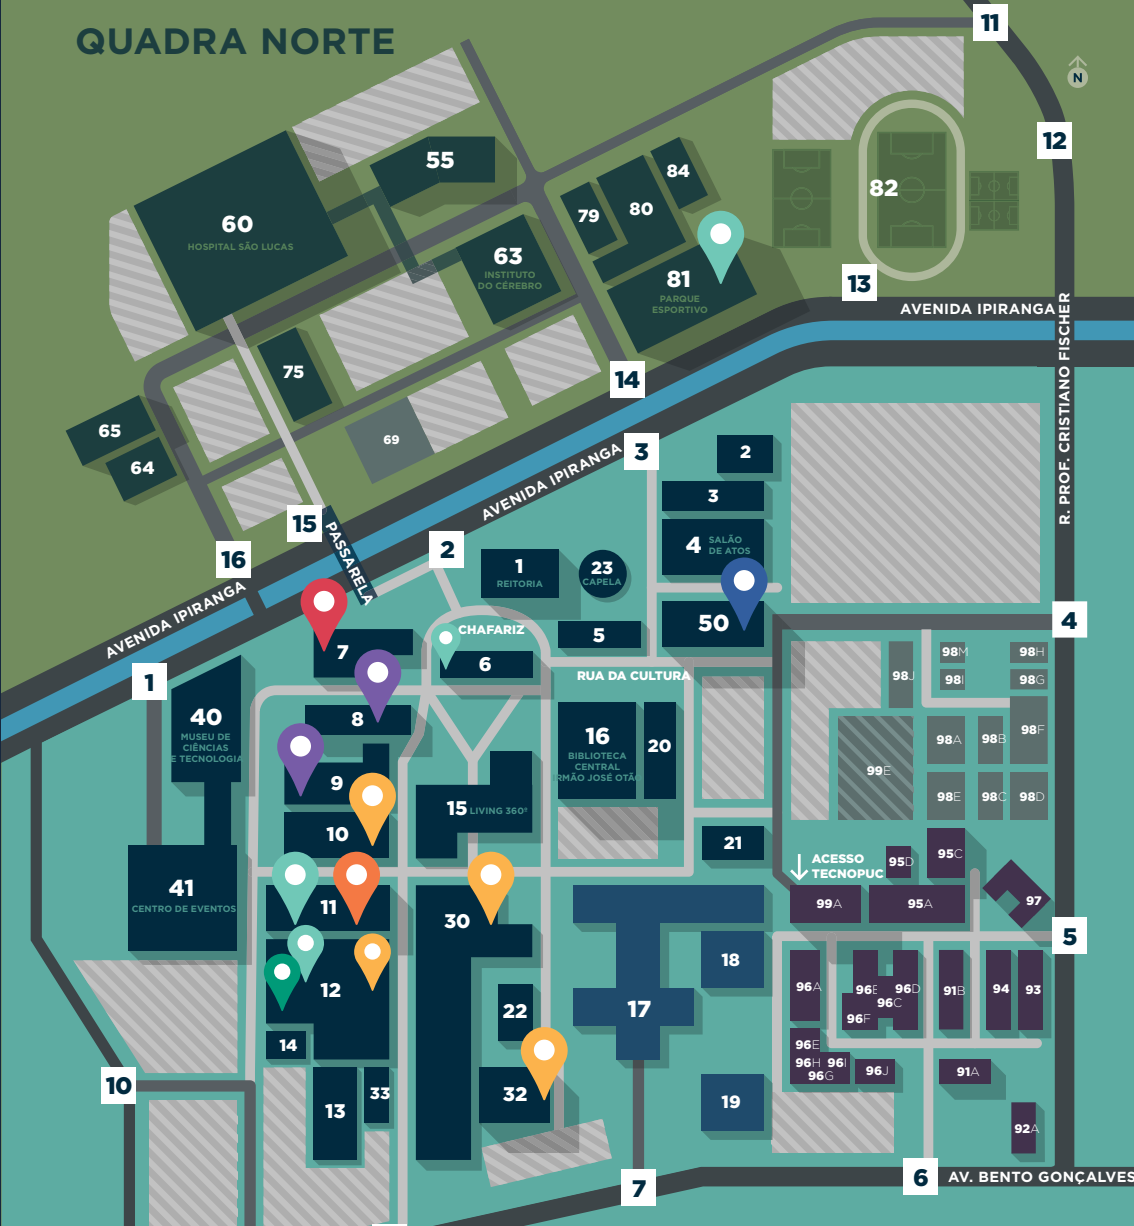 QUADRA NORTE
11
N
12
55
84
82
79
80
60
HOSPITAL SÃO LUCAS
63
INSTITUTO
DO CÉREBRO
81
PARQUE
ESPORTIVO
13
AVENIDA IPIRANGA
R. PROF. CRISTIANO FISCHER
75
14
65
64
69
3
2
AVENIDA IPIRANGA
3
15
PASSARELA
4
SALÃO
DE ATOS
16
2
1
REITORIA
23
CAPELA
AVENIDA IPIRANGA
50
4
CHAFARIZ
5
7
6
98M
98H
1
RUA DA CULTURA
98J
98I
98G
40
MUSEU DE
CIÊNCIAS
E TECNOLOGIA
8
16
BIBLIOTECA
CENTRAL
RMÃO JOSÉ OTÃO
20
98A
98B
98F
99E
9
98E
98C
98D
15
LIVING 360º
10
21
ACESSO
TECNOPUC
95D
95C
41
CENTRO DE EVENTOS
11
30
99A
95A
97
5
12
18
96A
96B
96D
96C
96F
91B
94
93
22
17
14
96E
96H
96I
96G
96J
91A
10
13
33
32
19
92A
7
6
AV. BENTO GONÇALVES